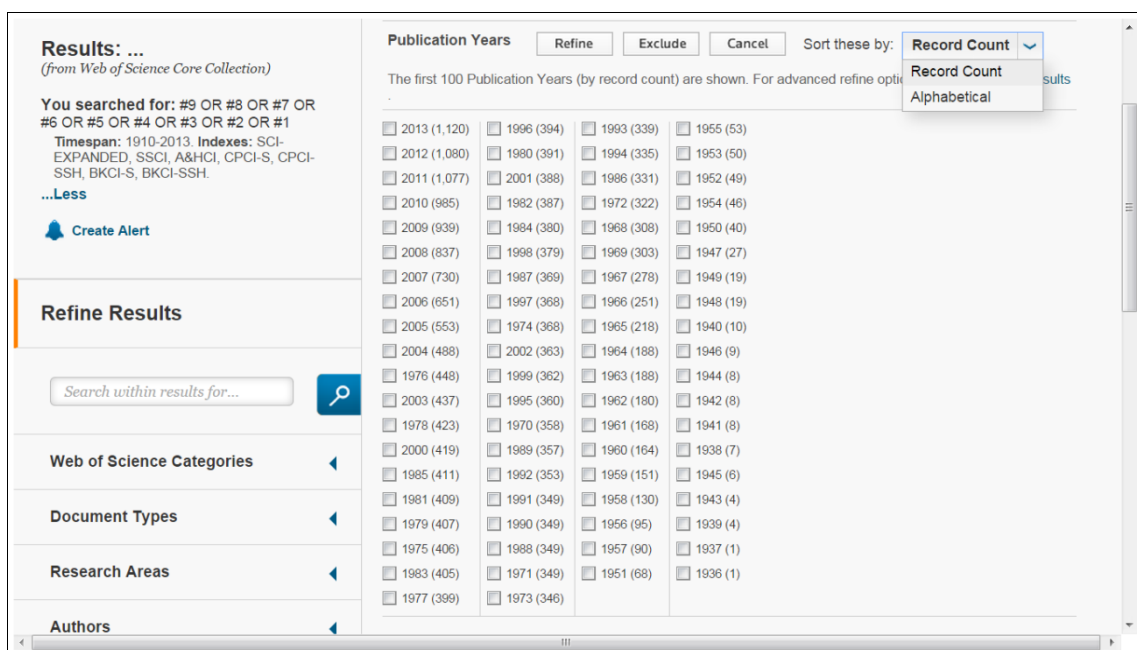 Results: ...
(from Web of Science Core Collection)
You searched for: #9 OR #8 OR #7 OR
#6 OR #5 OR #4 OR #3 OR #2 OR #1
Timespan: 1910-2013. Indexes: SCI-
EXPANDED, SSCI, A&HCI, CPCI-S, CPCI-
SSH, BKCI-S, BKCI-SSH.
...Less
Create Alert
Refine Results
Search within results for...
Web of Science Categories
Document Types
Research Areas
Authors
Publication Years Refine Exclude Cancel Sort these by: Record Count
Record Count
Alphabetical
The first 100 Publication Years (by record count) are shown. For advanced refine opti sults
.
2013 (1,120) 1996 (394) 1993 (339) 1955 (53)
2012 (1,080) 1980 (391) 1994 (335) 1953 (50)
2011 (1,077) 2001 (388) 1986 (331) 1952 (49)
2010 (985) 1982 (387) 1972 (322) 1954 (46)
2009 (939) 1984 (380) 1968 (308) 1950 (40)
2008 (837) 1998 (379) 1969 (303) 1947 (27)
2007 (730) 1987 (369) 1967 (278) 1949 (19)
2006 (651) 1997 (368) 1966 (251) 1948 (19)
2005 (553) 1974 (368) 1965 (218) 1940 (10)
2004 (488) 2002 (363) 1964 (188) 1946 (9)
1976 (448) 1999 (362) 1963 (188) 1944 (8)
2003 (437) 1995 (360) 1962 (180) 1942 (8)
1978 (423) 1970 (358) 1961 (168) 1941 (8)
2000 (419) 1989 (357) 1960 (164) 1938 (7)
1985 (411) 1992 (353) 1959 (151) 1945 (6)
1981 (409) 1991 (349) 1958 (130) 1943 (4)
1979 (407) 1990 (349) 1956 (95) 1939 (4)
1975 (406) 1988 (349) 1957 (90) 1937 (1)
1983 (405) 1971 (349) 1951 (68) 1936 (1)
1977 (399) 1973 (346)